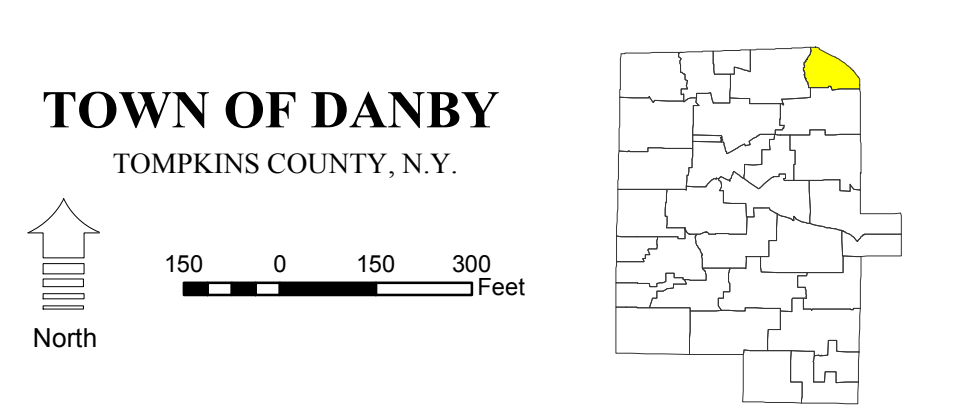 TOWN OF DANBY
TOMPKINS COUNTY, N.Y.
150 0 150 300
Feet
North